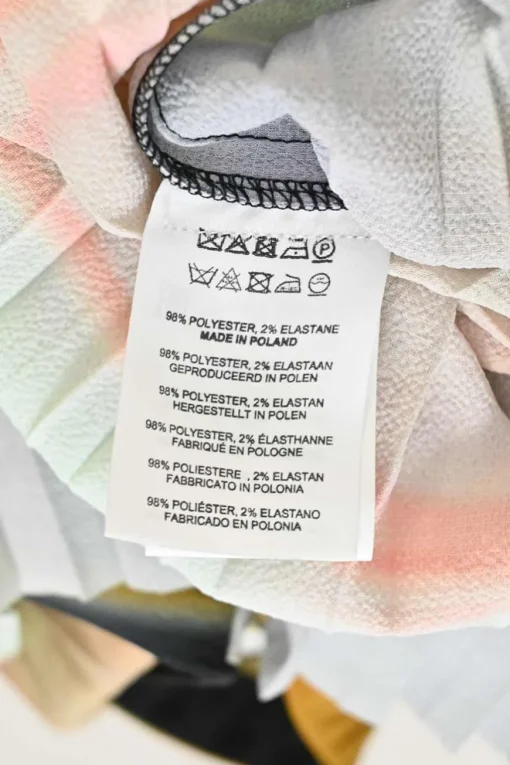 98% POLYESTER, 2% ELASTANE
MADE IN POLAND
98% POLYESTER, 2% ELASTAAN
GEPRODUCEERD IN POLEN
98% POLYESTER, 2% ELASTAN
HERGESTELLT IN POLEN
98% POLYESTER, 2% ÉLASTHANNE
FABRIQUÉ EN POLOGNE
98% POLIESTERE , 2% ELASTAN
FABBRICATO IN POLONIA
98% POLIÉSTER, 2% ELASTANO
FABRICADO EN POLONIA